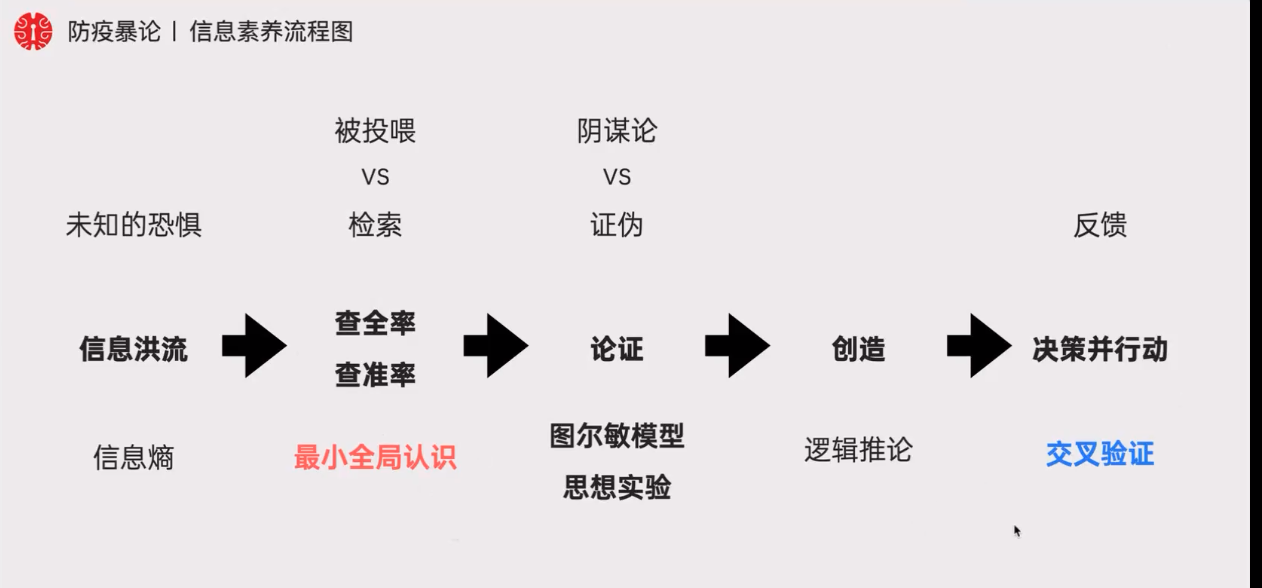 防疫暴论 | 信息素养流程图
被投喂
阴谋论
VS
VS
未知的恐惧
检索
证伪
反馈
信息洪流
查全率
查准率
论证
创造
决策并行动
信息熵
最小全局认识
图尔敏模型
思想实验
逻辑推论
交叉验证